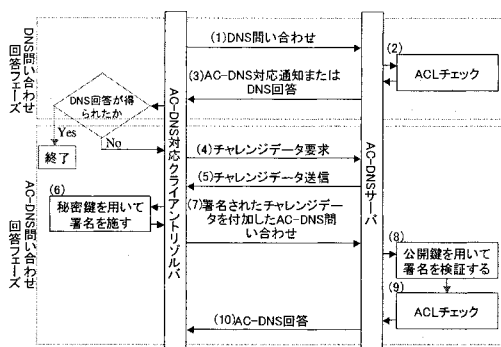 DNS問い合わせ
回答フェーズ
(1)DNS問い合わせ
(2)
ACLチェック
(3)AC-DNS対応通知または
DNS回答
DNS回答が得
られたか
Yes
No
終了
AC-DNS対応クライアントリゾルバ
AC-DNSサーバ
AC-DNS問い合わせ
回答フェーズ
(4)チャレンジデータ要求
(5)チャレンジデータ送信
(6)
秘密鍵を用いて
署名を施す
(7)署名されたチャレンジデー
タを付加したAC-DNS問
い合わせ
(8)
公開鍵を用いて
署名を検証する
(9)
ACLチェック
(10)AC-DNS回答